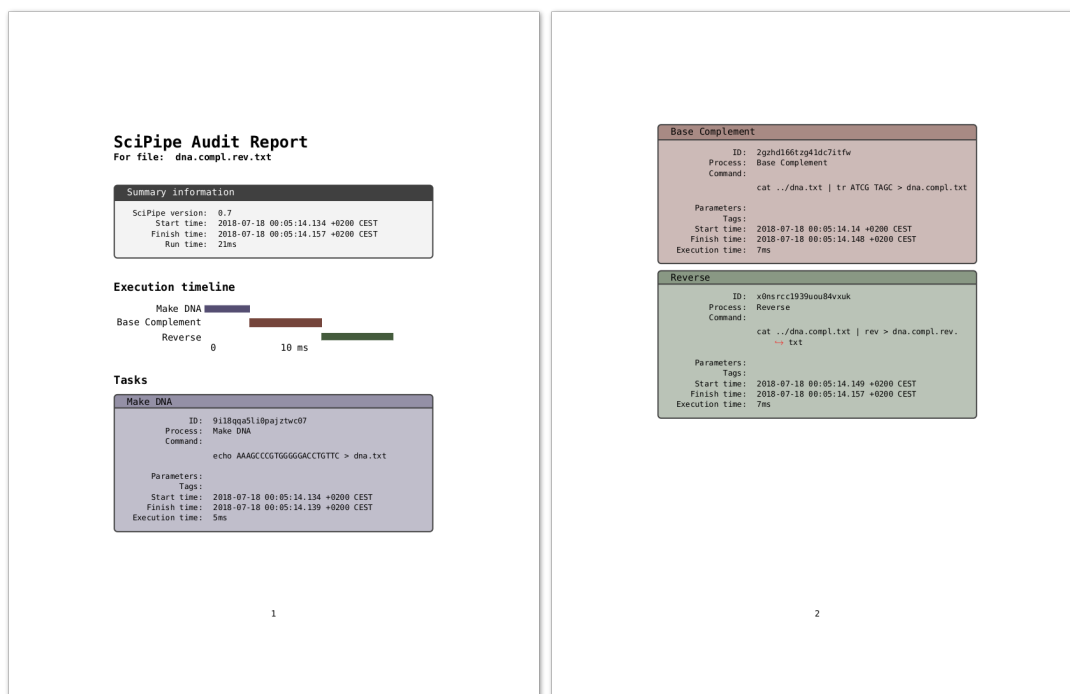 SciPipe Audit Report
For file: dna.compl.rev.txt
Summary information
SciPipe version: 0.7
Start time: 2018-07-18 00:05:14.134 +0200 CEST
Finish time: 2018-07-18 00:05:14.157 +0200 CEST
Run time: 21ms
Execution timeline
Make DNA
Base Complement
Reverse
0 10 ms
Tasks
Make DNA
ID: 9i18qqa5li0pajztwc07
Process: Make DNA
Command:
echo AAAGCCCGTGGGGGACCTGTTC > dna.txt
Parameters:
Tags:
Start time: 2018-07-18 00:05:14.134 +0200 CEST
Finish time: 2018-07-18 00:05:14.139 +0200 CEST
Execution time: 5ms
1
Base Complement
ID: 2gzhd166tzg41dc7itfw
Process: Base Complement
Command:
cat ../dna.txt | tr ATCG TAGC > dna.compl.txt
Parameters:
Tags:
Start time: 2018-07-18 00:05:14.14 +0200 CEST
Finish time: 2018-07-18 00:05:14.148 +0200 CEST
Execution time: 7ms
Reverse
ID: x0nsrcc1939uou84vxuk
Process: Reverse
Command:
cat ../dna.compl.txt | rev > dna.compl.rev.
↪ txt
Parameters:
Tags:
Start time: 2018-07-18 00:05:14.149 +0200 CEST
Finish time: 2018-07-18 00:05:14.157 +0200 CEST
Execution time: 7ms
2